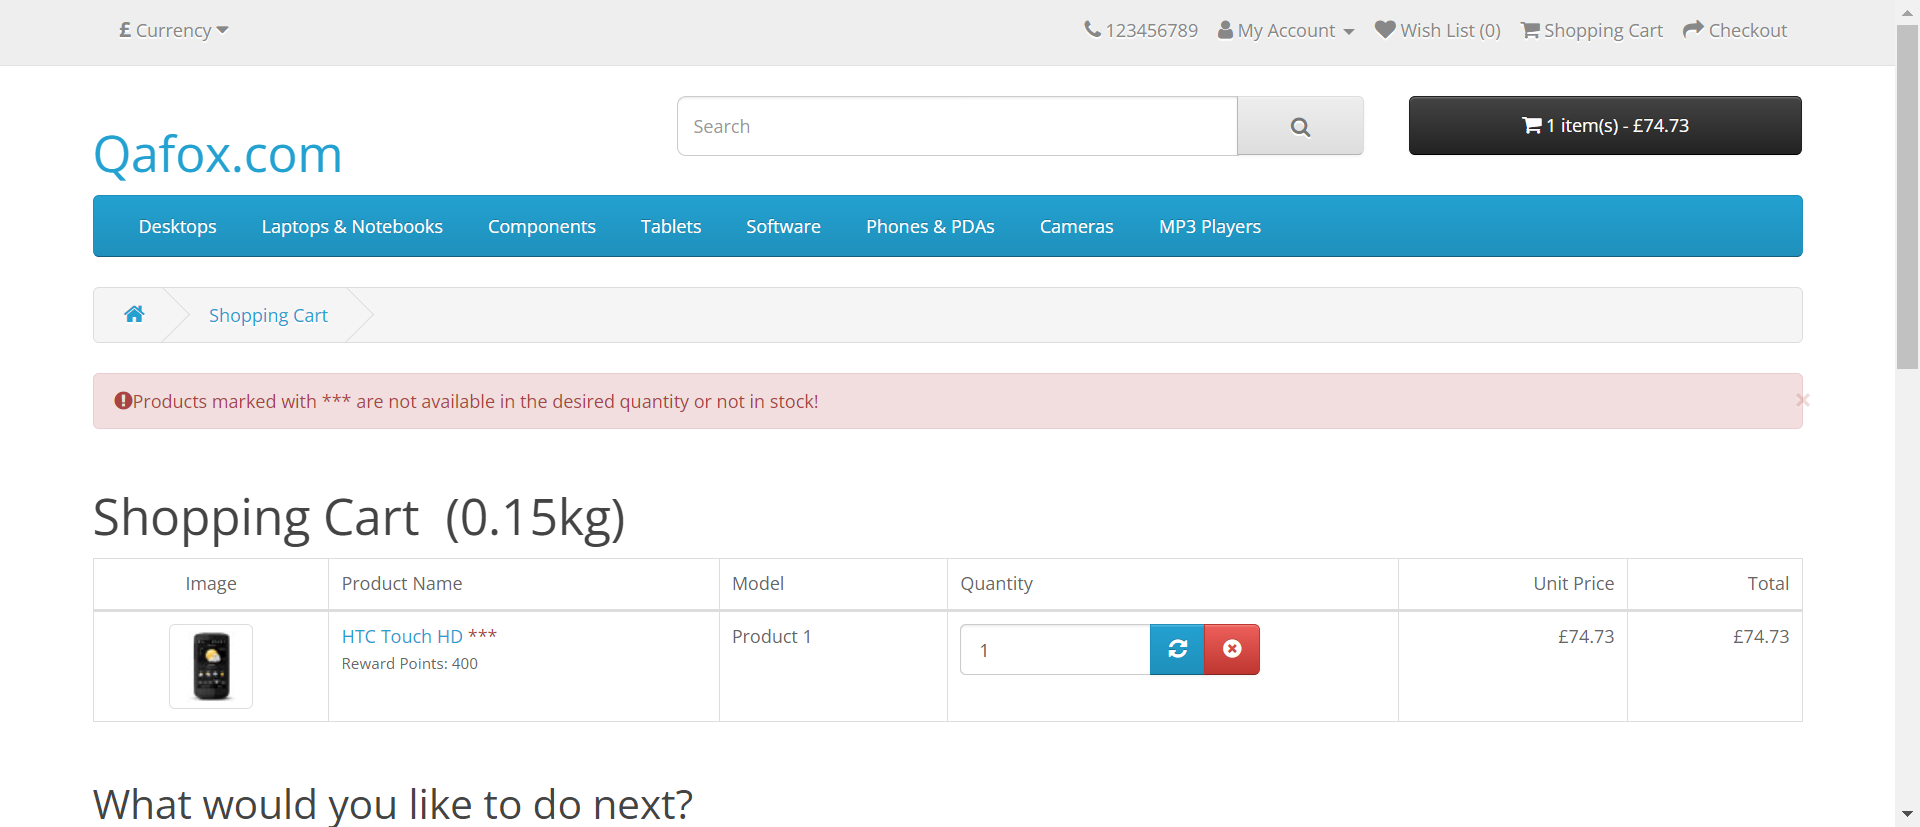 £ Currency
123456789 My Account Wish List (0) Shopping Cart Checkout
Search
1 item(s) - £74.73
Qafox.com
Desktops Laptops & Notebooks Components Tablets Software Phones & PDAs Cameras MP3 Players
Shopping Cart
Products marked with *** are not available in the desired quantity or not in stock!
×
Shopping Cart (0.15kg)
Image Product Name Model Quantity Unit Price Total
HTC Touch HD *** Product 1 1 £74.73 £74.73
Reward Points: 400
What would you like to do next?